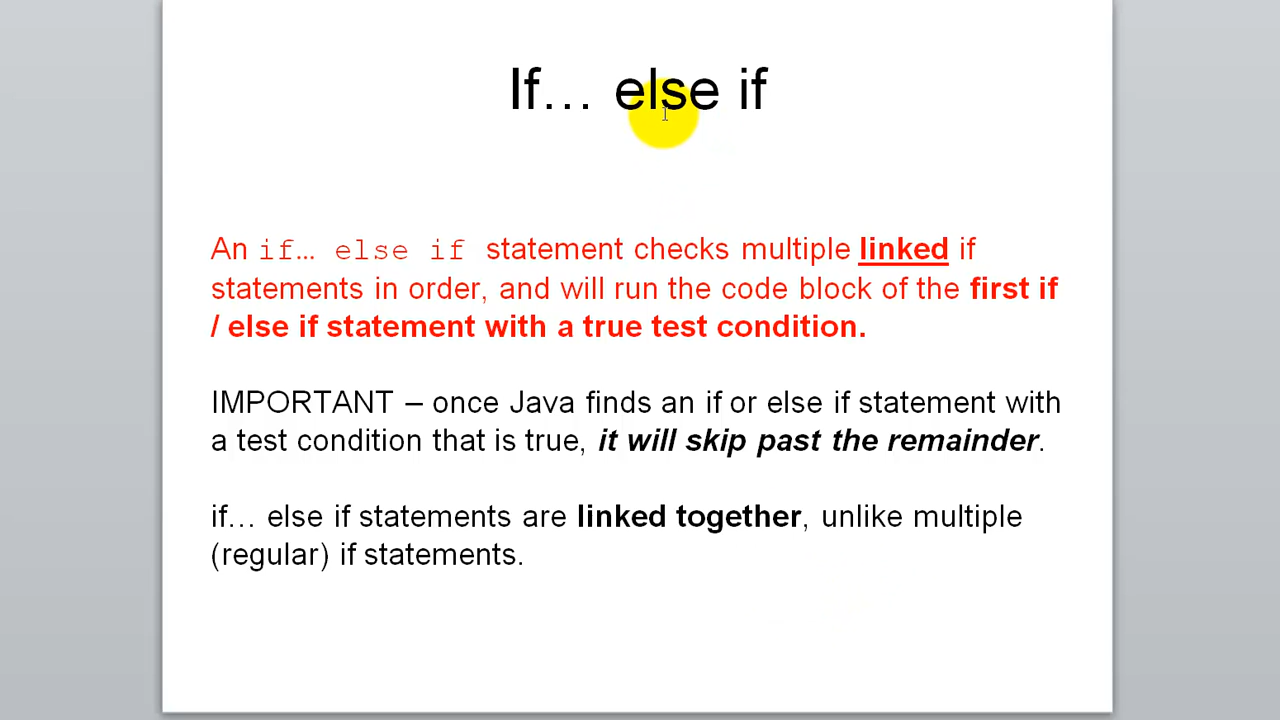 If… else if
An if… else if statement checks multiple linked if
statements in order, and will run the code block of the first if
/ else if statement with a true test condition.
IMPORTANT – once Java finds an if or else if statement with
a test condition that is true, it will skip past the remainder.
if… else if statements are linked together, unlike multiple
(regular) if statements.